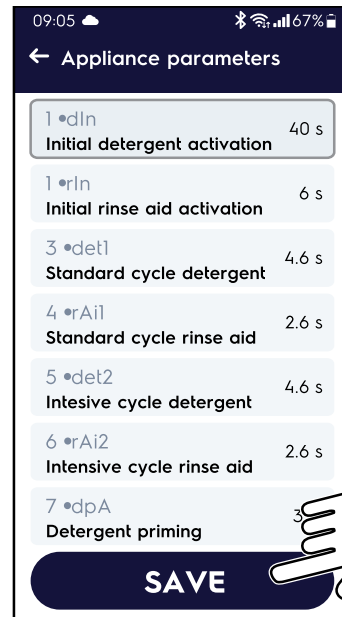 09:05 67%
Appliance parameters
1 •dIn
Initial detergent activation
40 s
1 •rIn
Initial rinse aid activation
6 s
3 •det1
Standard cycle detergent
4.6 s
4 •rAi1
Standard cycle rinse aid
2.6 s
5 •det2
Intesive cycle detergent
4.6 s
6 •rAi2
Intensive cycle rinse aid
2.6 s
7 •dpA
Detergent priming
3
SAVE